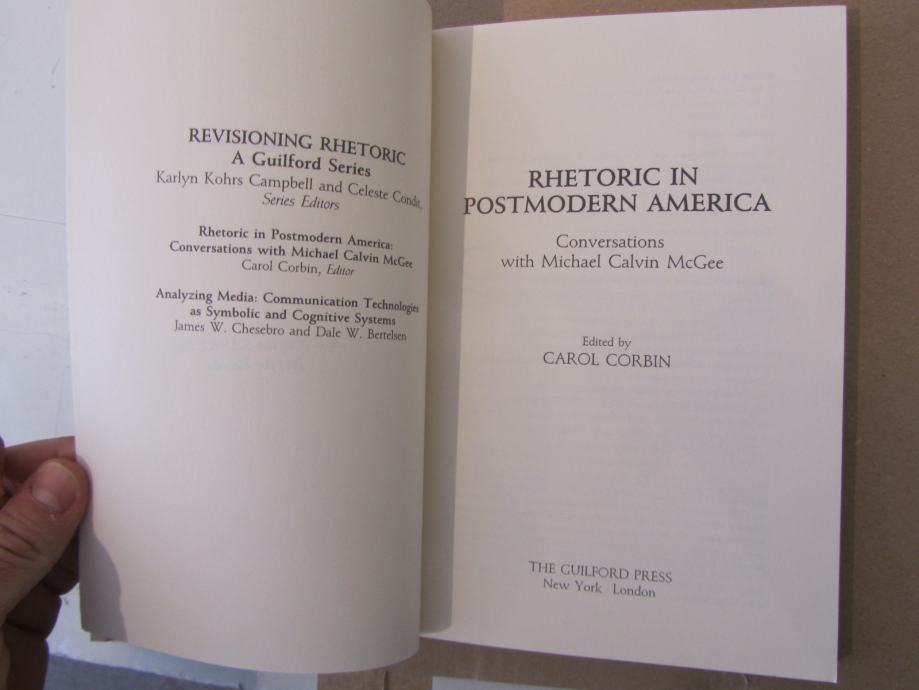 REVISIONING RHETORIC
A Guilford Series
Karlyn Kohrs Campbell and Celeste Condit,
Series Editors
Rhetoric in Postmodern America:
Conversations with Michael Calvin McGee
Carol Corbin, Editor
Analyzing Media: Communication Technologies
as Symbolic and Cognitive Systems
James W. Chesebro and Dale W. Bertelsen
RHETORIC IN
POSTMODERN AMERICA
Conversations
with Michael Calvin McGee
Edited by
CAROL CORBIN
THE GUILFORD PRESS
New York London